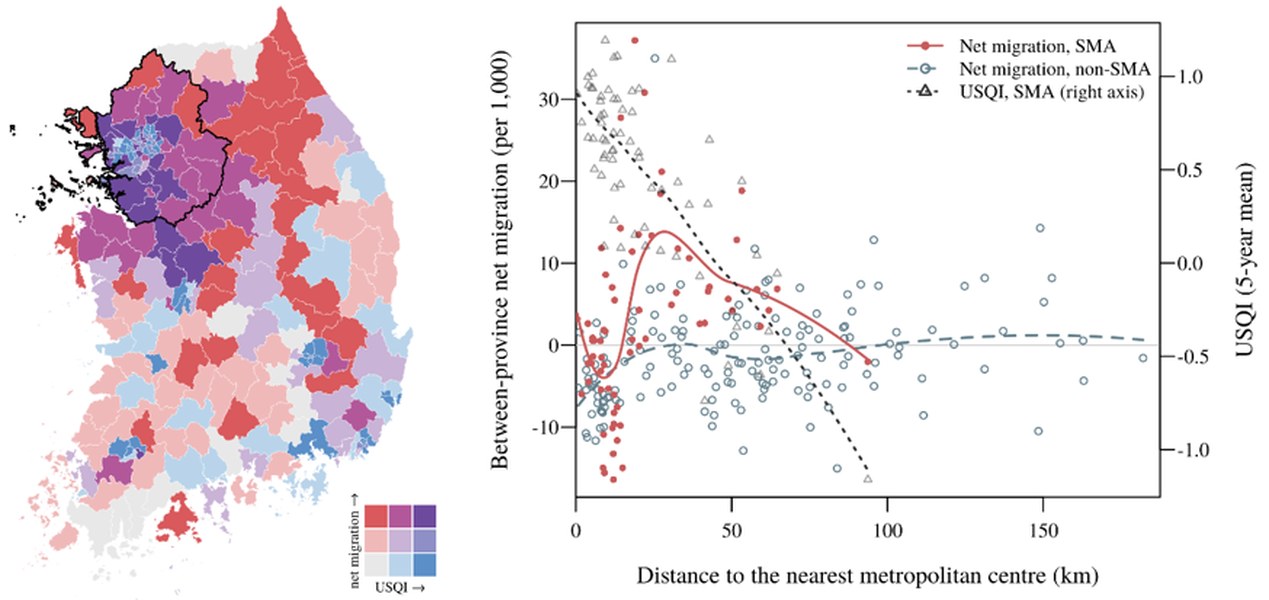 net migration →
USQI →
Between-province net migration (per 1,000)
30
20
10
0
-10
Net migration, SMA
Net migration, non-SMA
USQI, SMA (right axis)
1.0
0.5
0.0
-0.5
-1.0
USQI (5-year mean)
0 50 100 150
Distance to the nearest metropolitan centre (km)